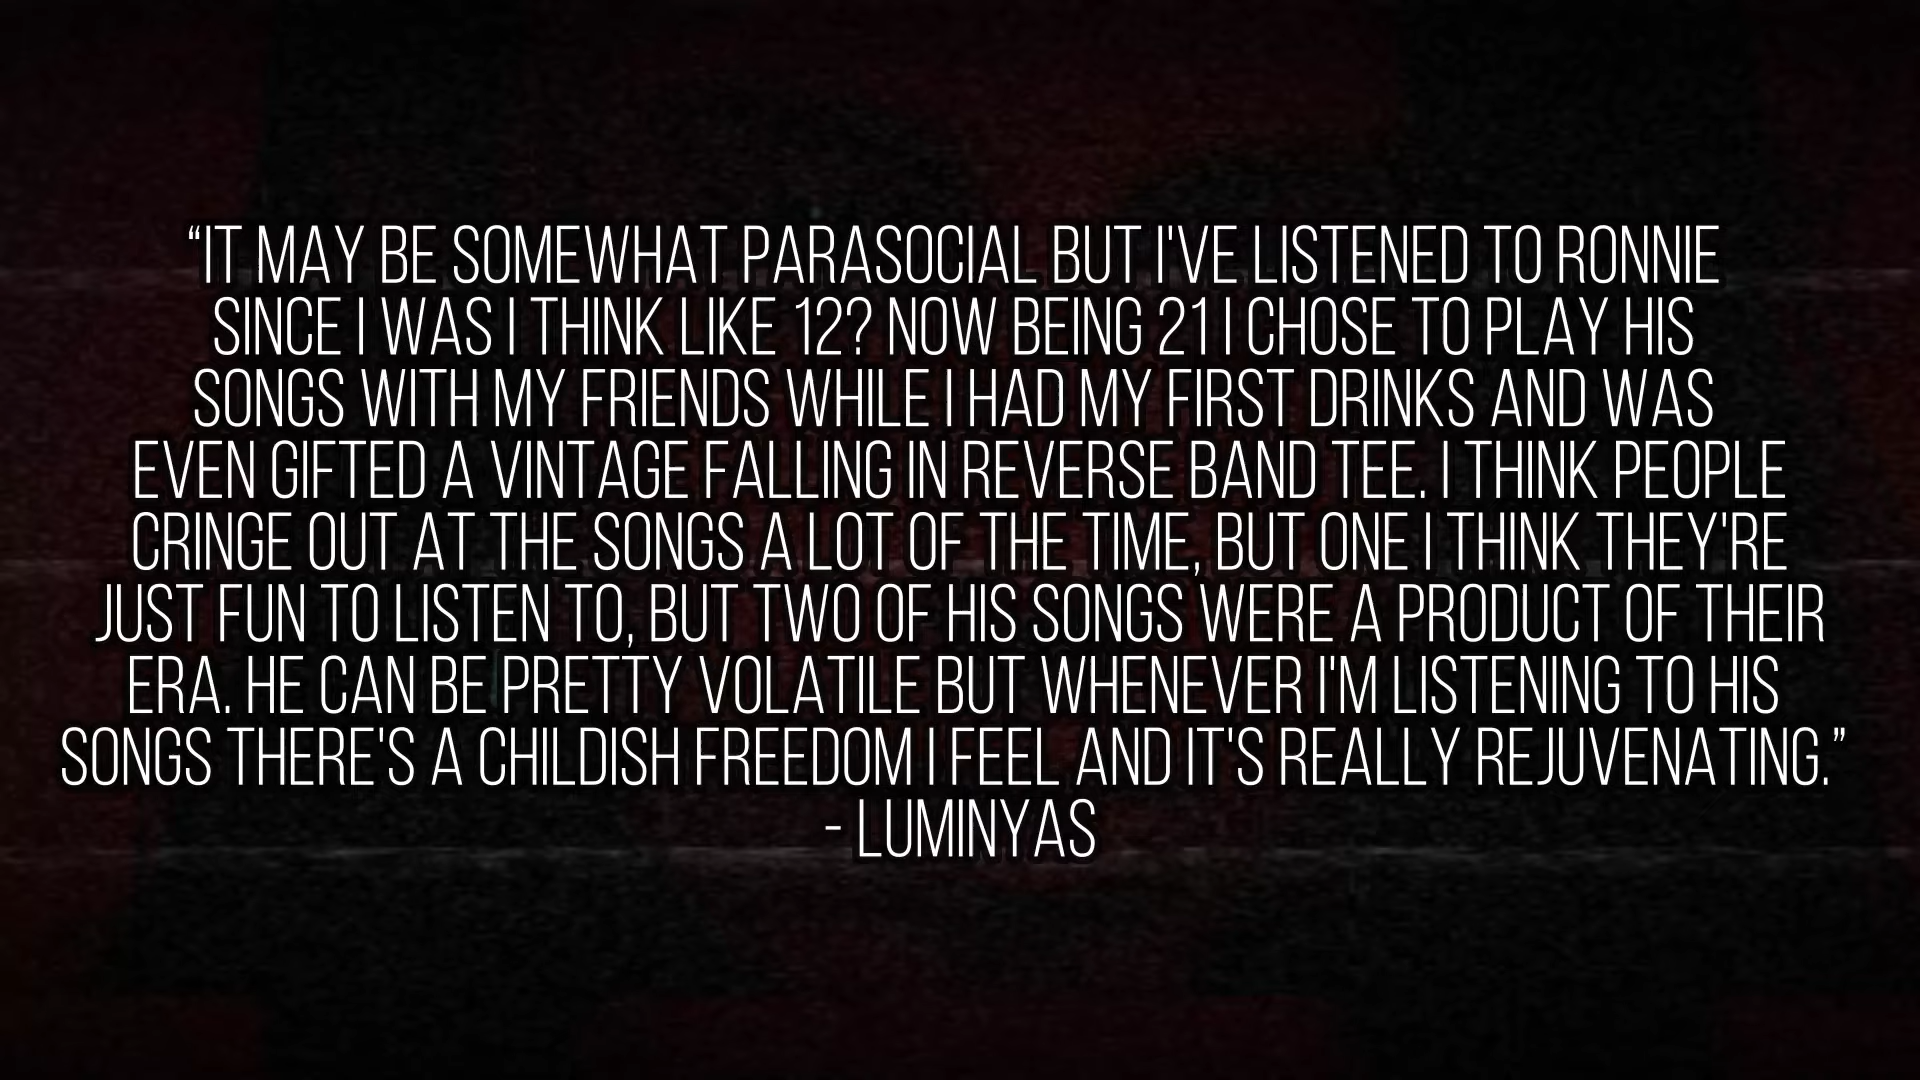 “IT MAY BE SOMEWHAT PARASOCIAL BUT I'VE LISTENED TO RONNIE
SINCE I WAS I THINK LIKE 12? NOW BEING 21 I CHOSE TO PLAY HIS
SONGS WITH MY FRIENDS WHILE I HAD MY FIRST DRINKS AND WAS
EVEN GIFTED A VINTAGE FALLING IN REVERSE BAND TEE. I THINK PEOPLE
CRINGE OUT AT THE SONGS A LOT OF THE TIME, BUT ONE I THINK THEY'RE
JUST FUN TO LISTEN TO, BUT TWO OF HIS SONGS WERE A PRODUCT OF THEIR
ERA. HE CAN BE PRETTY VOLATILE BUT WHENEVER I'M LISTENING TO HIS
SONGS THERE'S A CHILDISH FREEDOM I FEEL AND IT'S REALLY REJUVENATING.”
- LUMINYAS